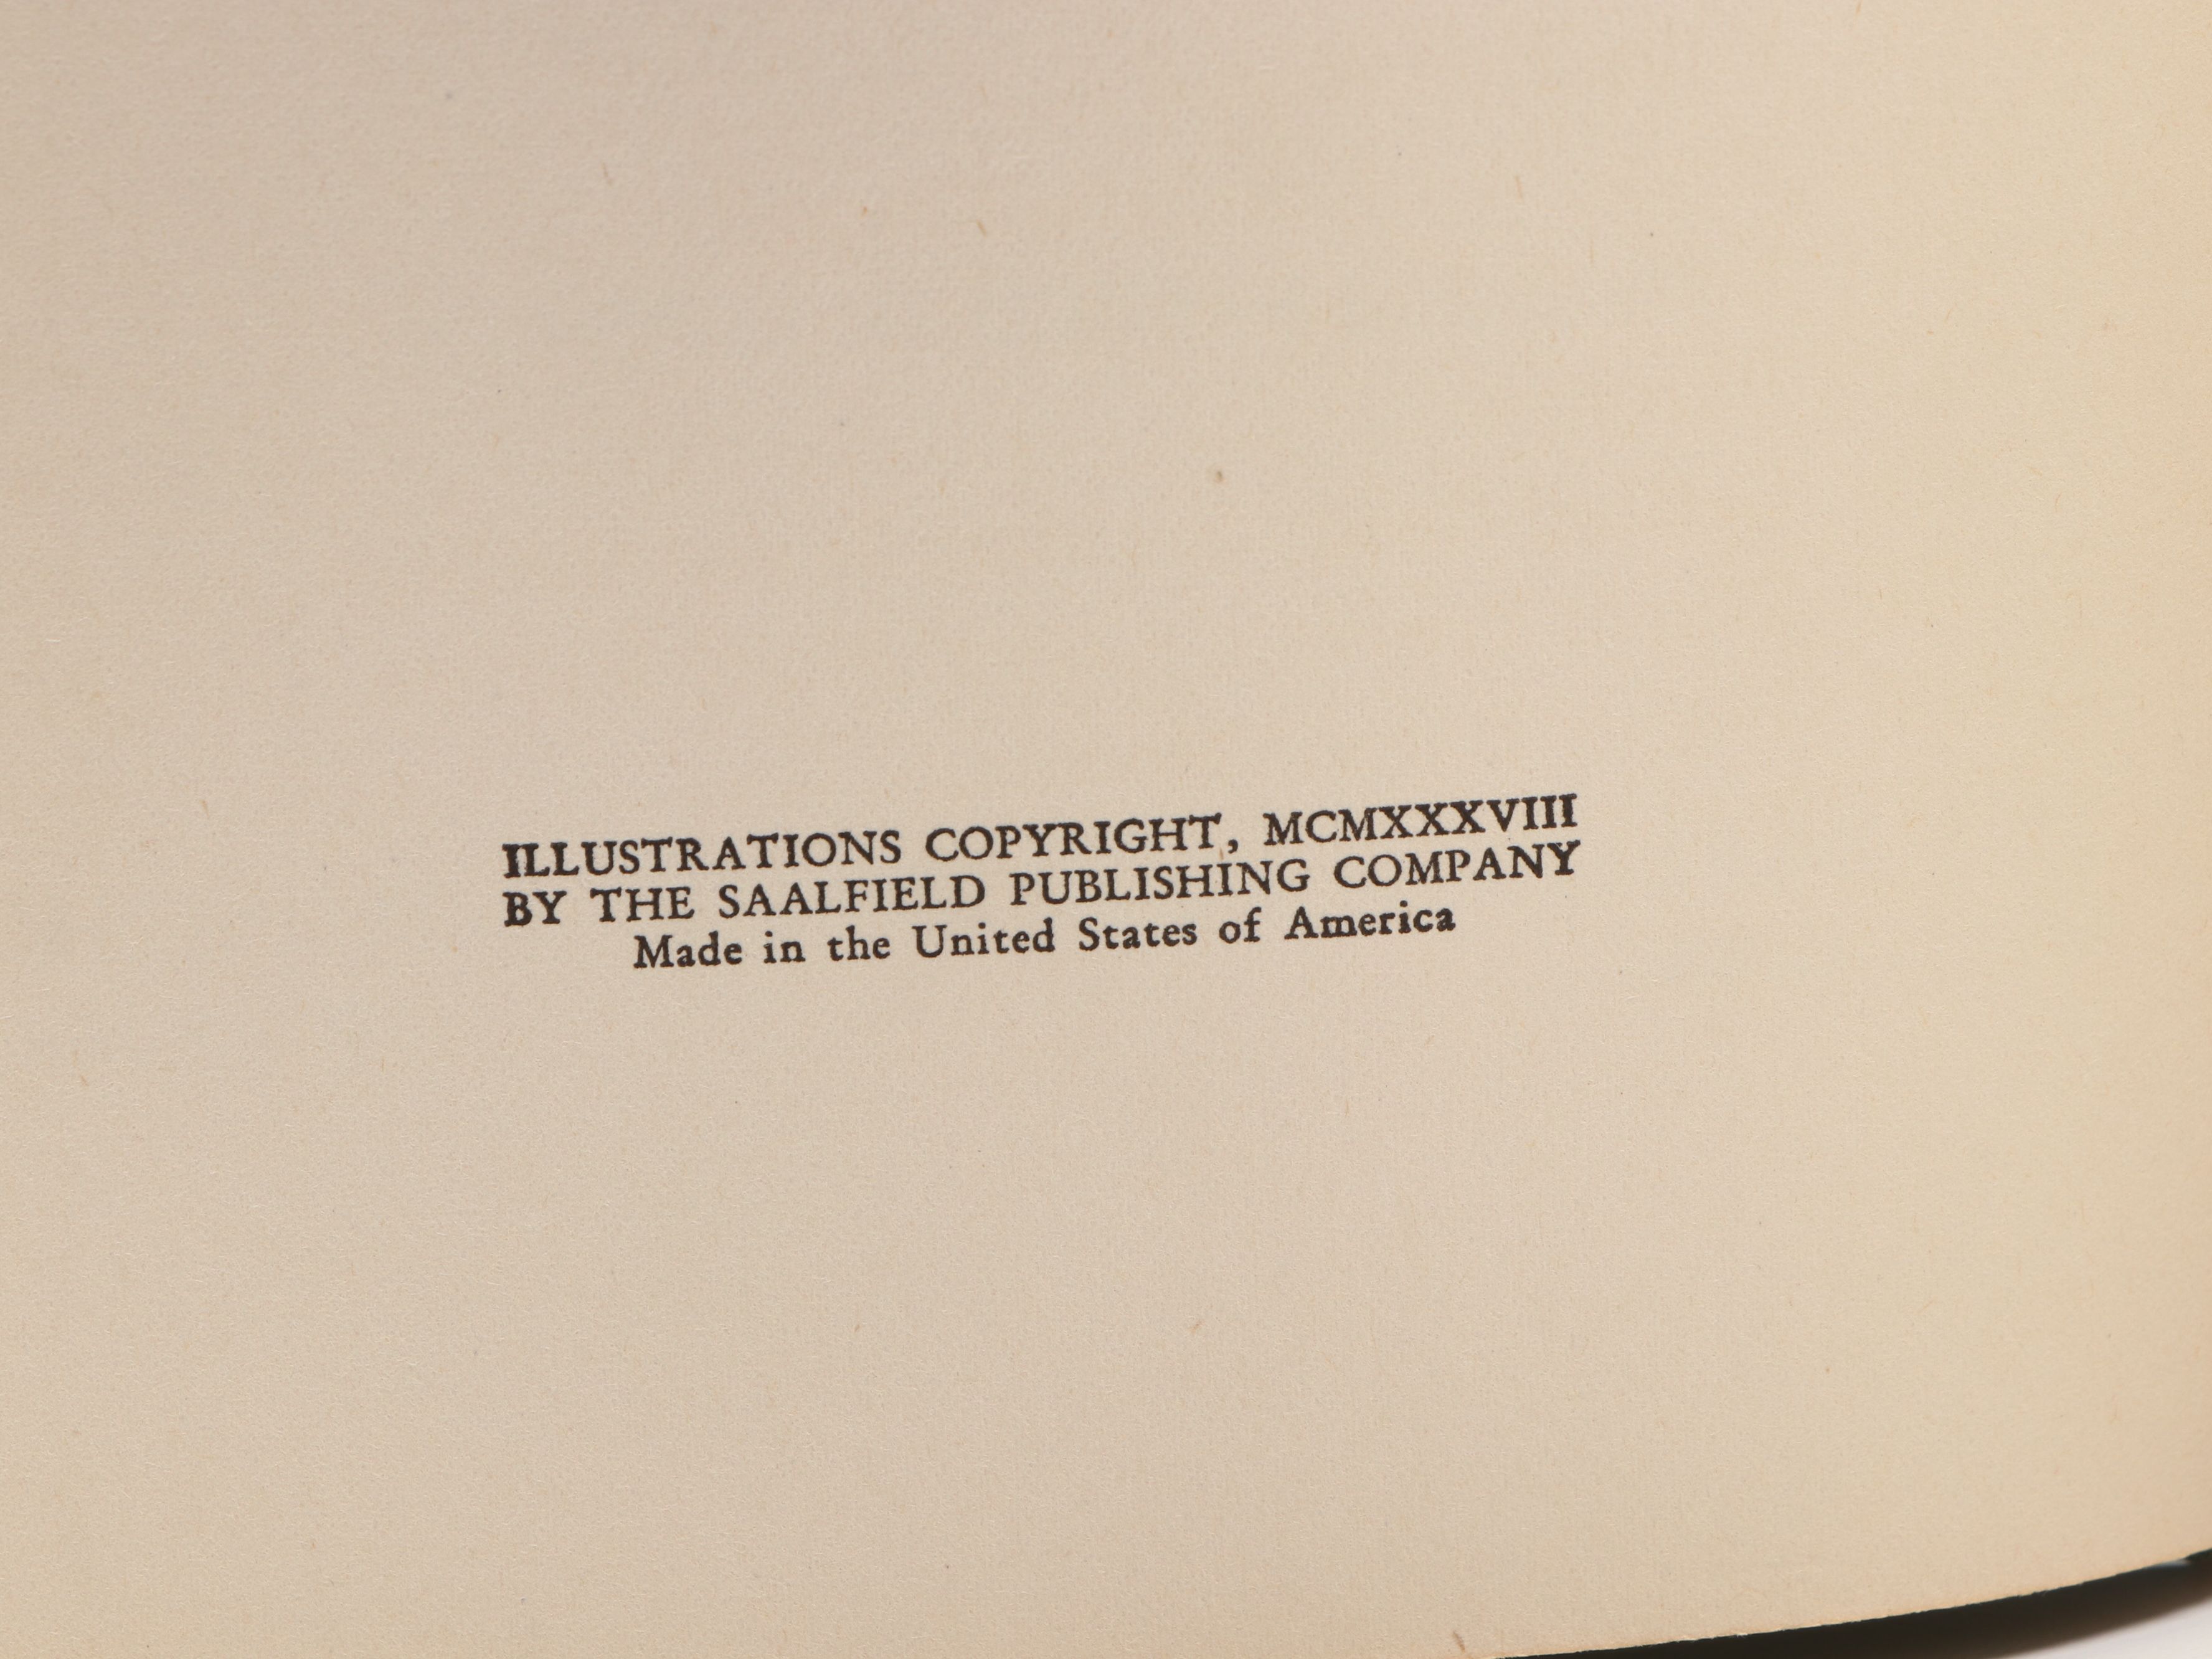 ILLUSTRATIONS COPYRIGHT, MCMXXXVIII
BY THE SAALFIELD PUBLISHING COMPANY
Made in the United States of America